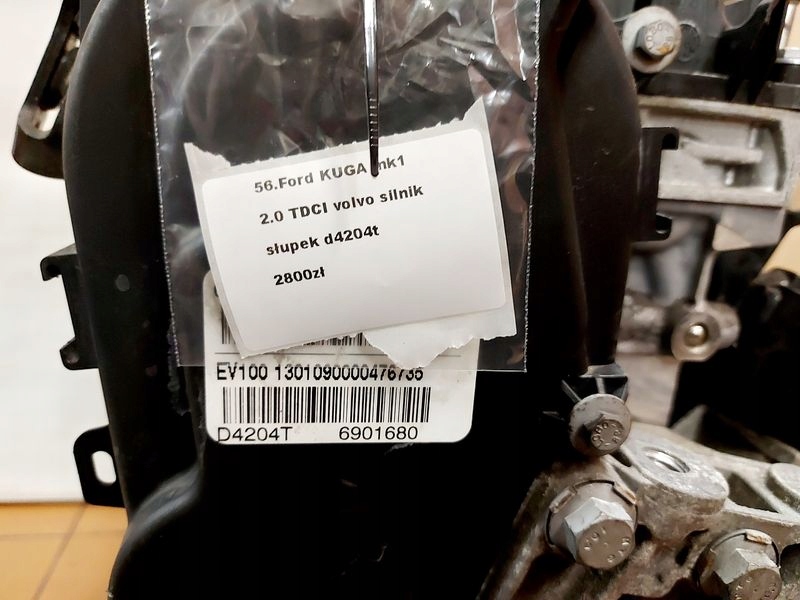 56.Ford KUGA mk1
2.0 TDCI volvo silnik
słupek d4204t
2800zł
EV100 1301090000476735
D4204T 6901680